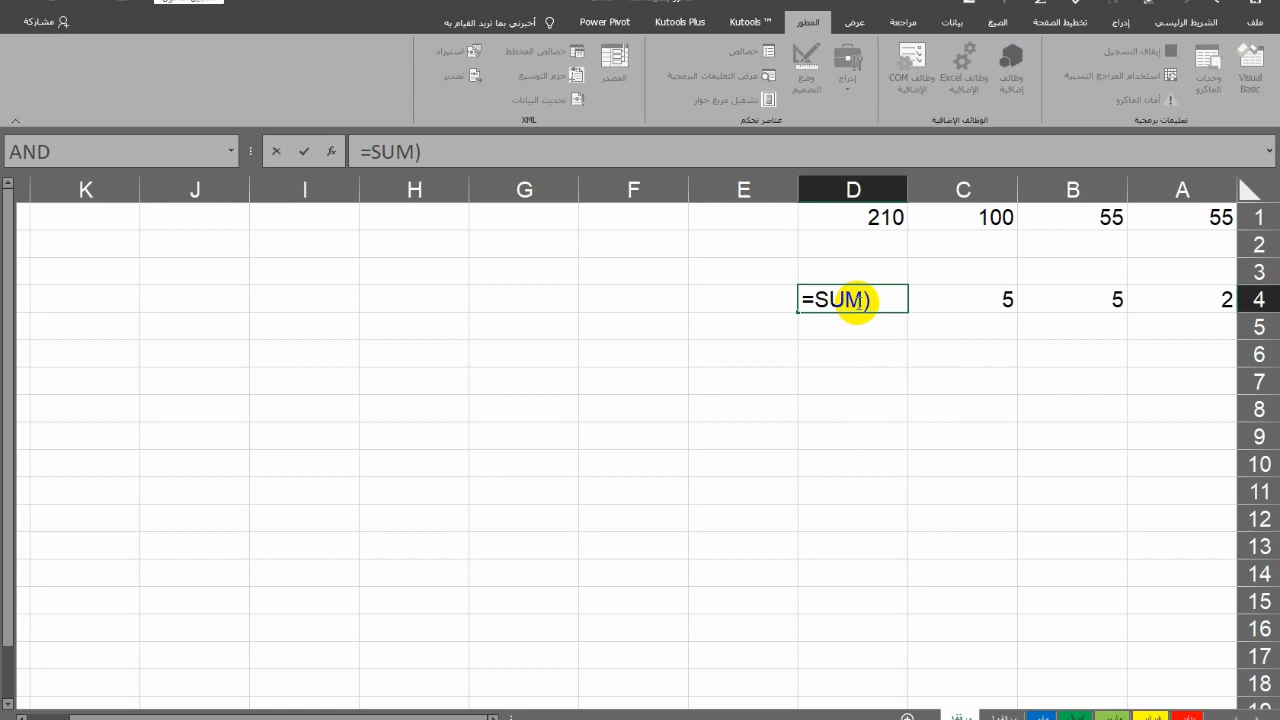 ملف الشريط الرئيسي إدراج تخطيط الصفحة الصيغ بيانات مراجعة عرض المطور Kutools ™ Kutools Plus Power Pivot أخبرني بما تريد القيام به مشاركة
Visual Basic
وحدات الماكرو
إيقاف التسجيل
استخدام المراجع النسبية
أمان الماكرو
تعليمات برمجية
وظائف إضافية
وظائف Excel الإضافية
وظائف COM الإضافية
الوظائف الإضافية
إدراج
وضع التصميم
خصائص
عرض التعليمات البرمجية
تشغيل مربع حوار
عناصر تحكم
المصدر
خصائص المخطط
حزم التوسيع
تحديث البيانات
استيراد
تصدير
XML
AND
fx
=SUM)
K J I H G F E D C B A
210 100 55 55 1
2
3
=SUM) 5 5 2 4
5
6
7
8
9
10
11
12
13
14
15
16
17
18